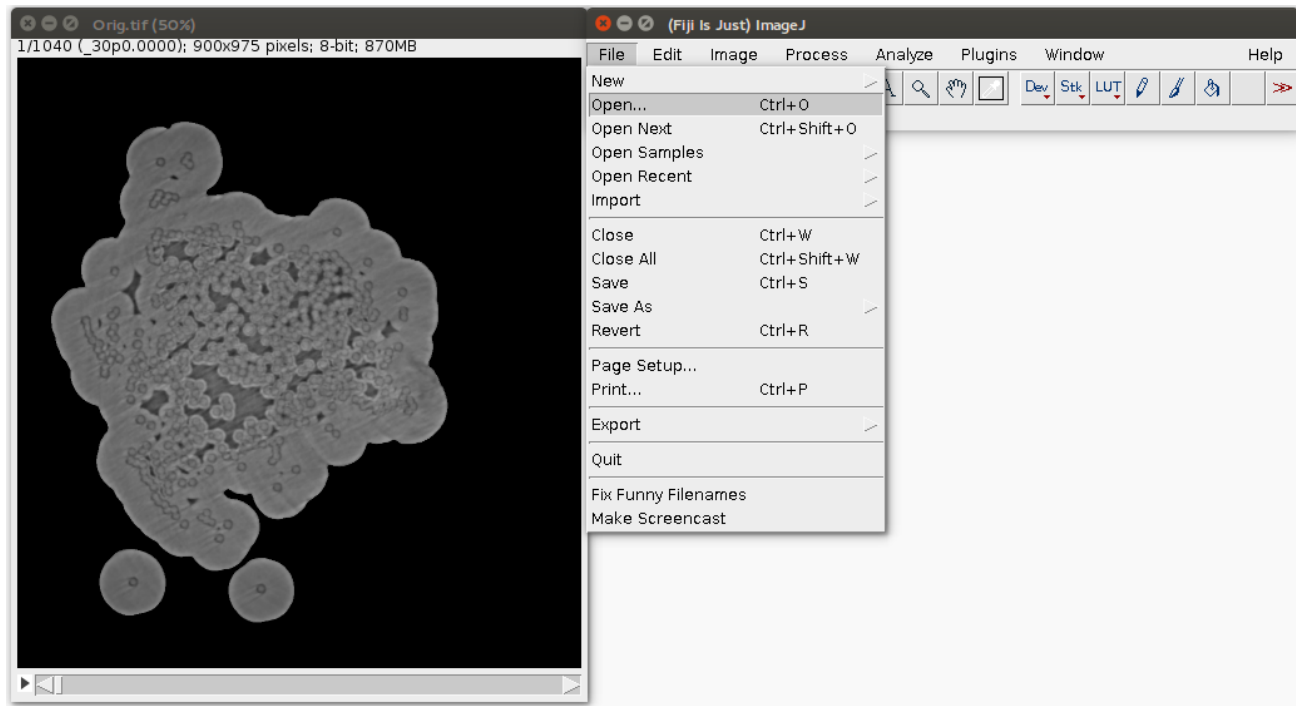 Orig.tif (50%)
1/1040 (_30p0.0000); 900x975 pixels; 8-bit; 870MB
(Fiji Is Just) ImageJ
File Edit Image Process Analyze Plugins Window Help
Dev Stk LUT
New
Open... Ctrl+O
Open Next Ctrl+Shift+O
Open Samples
Open Recent
Import
Close Ctrl+W
Close All Ctrl+Shift+W
Save Ctrl+S
Save As
Revert Ctrl+R
Page Setup...
Print... Ctrl+P
Export
Quit
Fix Funny Filenames
Make Screencast